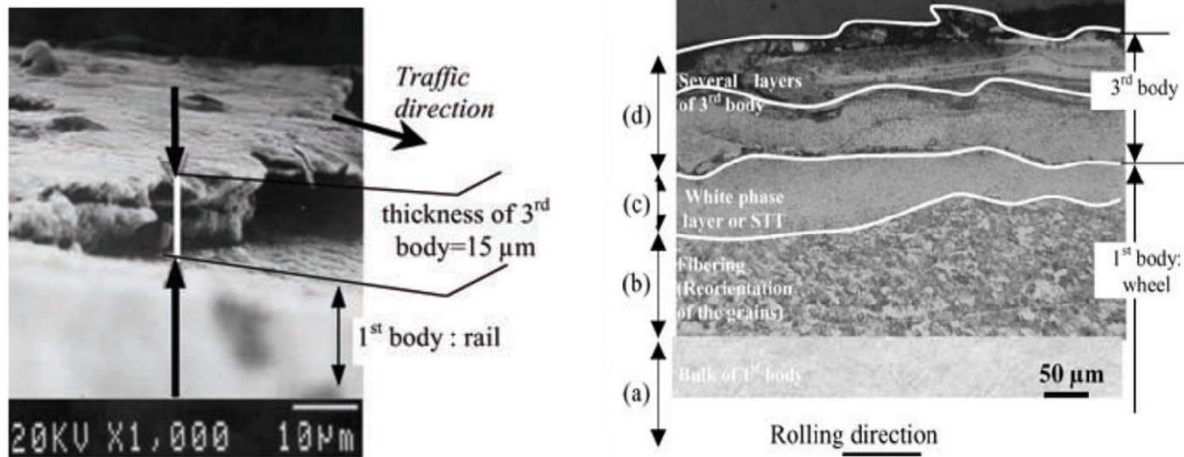 Traffic
direction
thickness of 3rd
body=15 µm
1st body : rail
20KV X1,000 10µm
(d)
(c)
(b)
(a)
Several layers
of 3rd body
White phase
layer or STT
Fibering
(Reorientation
of the grains)
Bulk of 1st body
50 µm
3rd body
1st body:
wheel
Rolling direction